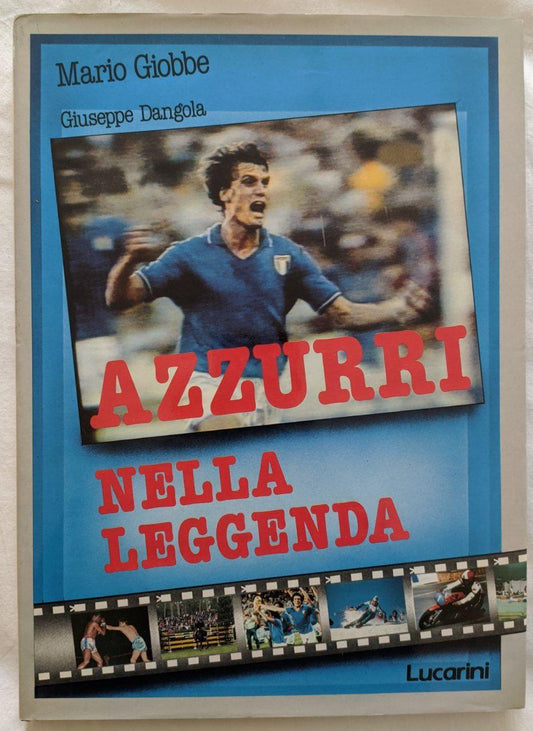 Mario Giobbe
Giuseppe Dangola
AZZURRI
NELLA
LEGGENDA
Lucarini